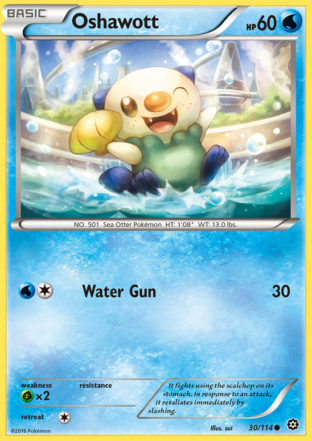 BASIC
Oshawott
HP60
NO. 501 Sea Otter Pokémon HT: 1'08" WT: 13.0 lbs.
Water Gun 30
weakness
resistance
×2
retreat
It fights using the scalchop on its
stomach. In response to an attack,
it retaliates immediately by
slashing.
©2016 Pokémon
Illus. sui
30/114